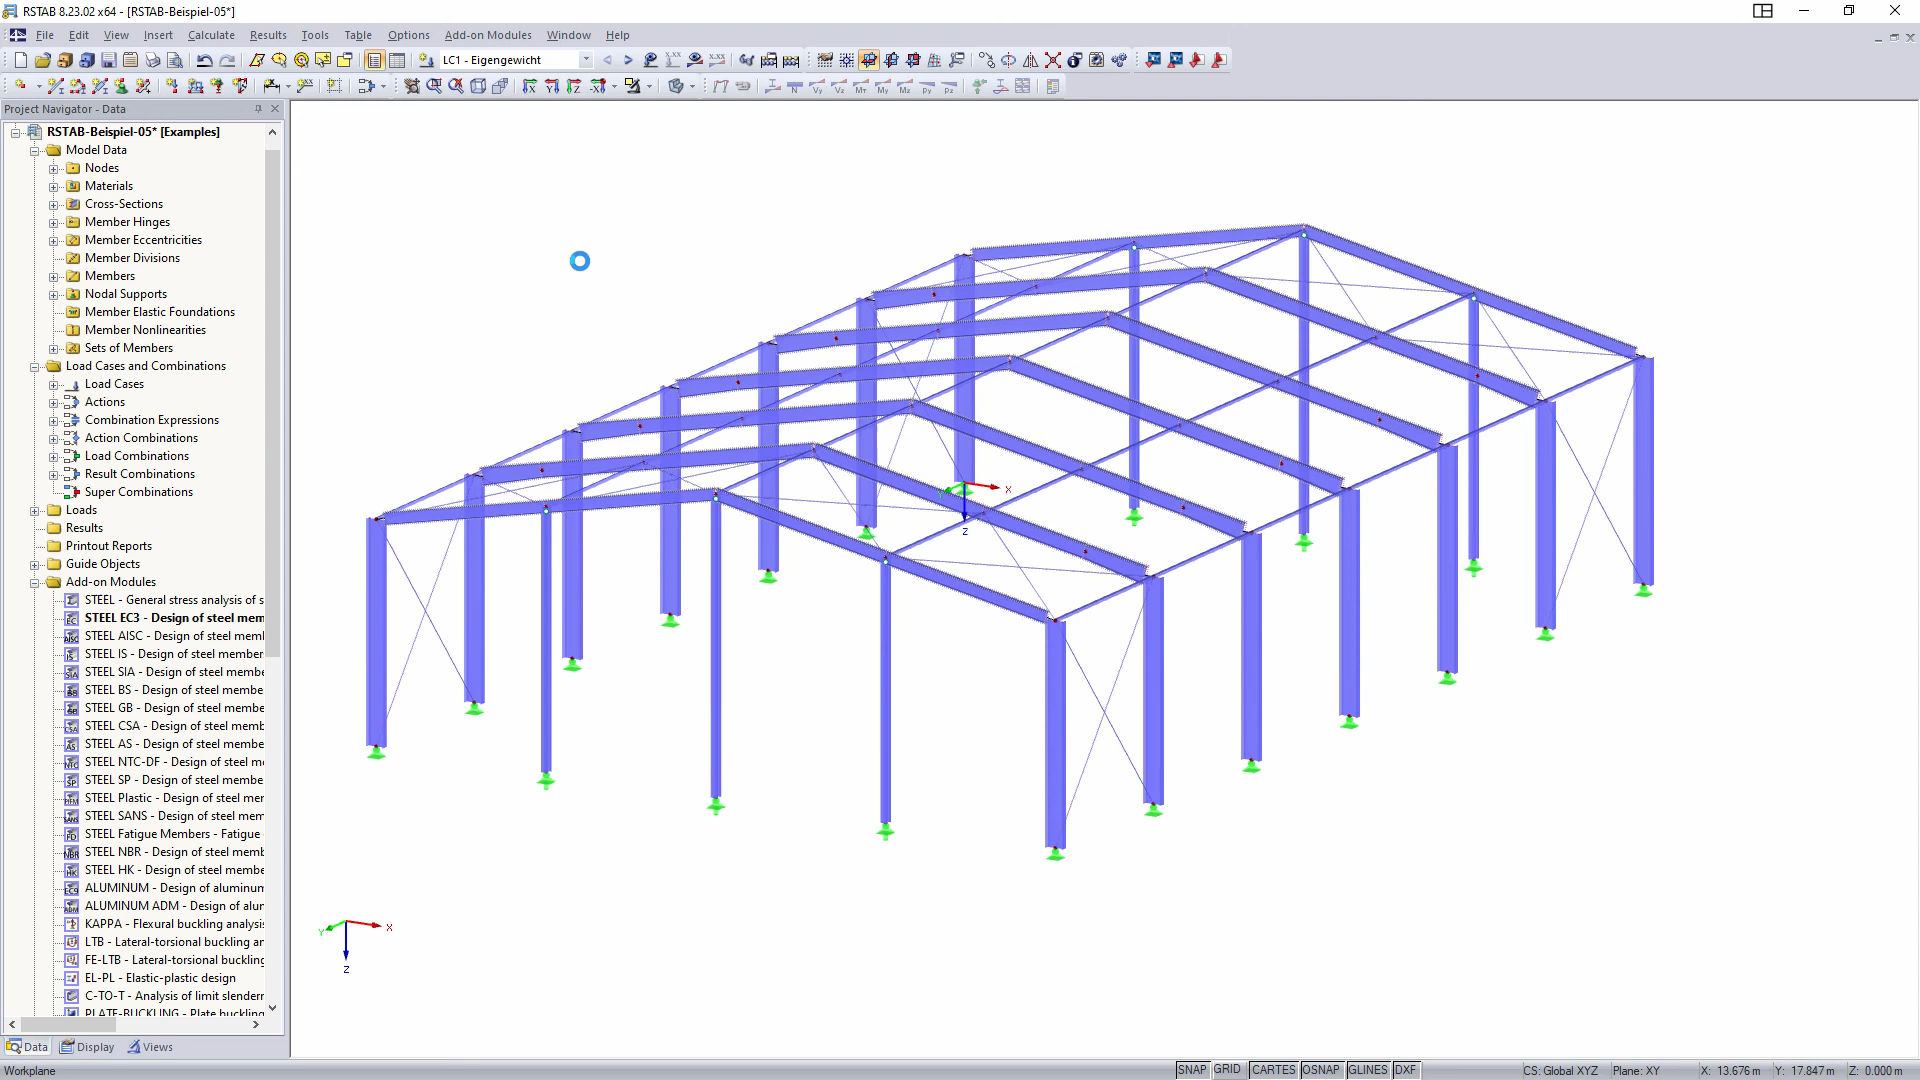 RSTAB 8.23.02 x64 - [RSTAB-Beispiel-05*]
File Edit View Insert Calculate Results Tools Table Options Add-on Modules Window Help
LC1 - Eigengewicht
Project Navigator - Data
RSTAB-Beispiel-05* [Examples]
Model Data
Nodes
Materials
Cross-Sections
Member Hinges
Member Eccentricities
Member Divisions
Members
Nodal Supports
Member Elastic Foundations
Member Nonlinearities
Sets of Members
Load Cases and Combinations
Load Cases
Actions
Combination Expressions
Action Combinations
Load Combinations
Result Combinations
Super Combinations
Loads
Results
Printout Reports
Guide Objects
Add-on Modules
STEEL - General stress analysis of s
STEEL EC3 - Design of steel mem
STEEL AISC - Design of steel meml
STEEL IS - Design of steel member
STEEL SIA - Design of steel membe
STEEL BS - Design of steel membe
STEEL GB - Design of steel membe
STEEL CSA - Design of steel memb
STEEL AS - Design of steel membe
STEEL NTC-DF - Design of steel m
STEEL SP - Design of steel membe
STEEL Plastic - Design of steel mer
STEEL SANS - Design of steel mem
STEEL Fatigue Members - Fatigue
STEEL NBR - Design of steel memb
STEEL HK - Design of steel membe
ALUMINUM - Design of aluminum
ALUMINUM ADM - Design of alur
KAPPA - Flexural buckling analysi
LTB - Lateral-torsional buckling ar
FE-LTB - Lateral-torsional buckling
EL-PL - Elastic-plastic design
C-TO-T - Analysis of limit slenderr
PLATE-BUCKLING - Plate buckling
X
Z
X
Y
Z
Data Display Views
Workplane
SNAP GRID CARTES OSNAP GLINES DXF
CS: Global XYZ Plane: XY X: 13.676 m Y: 17.847 m Z: 0.000 m